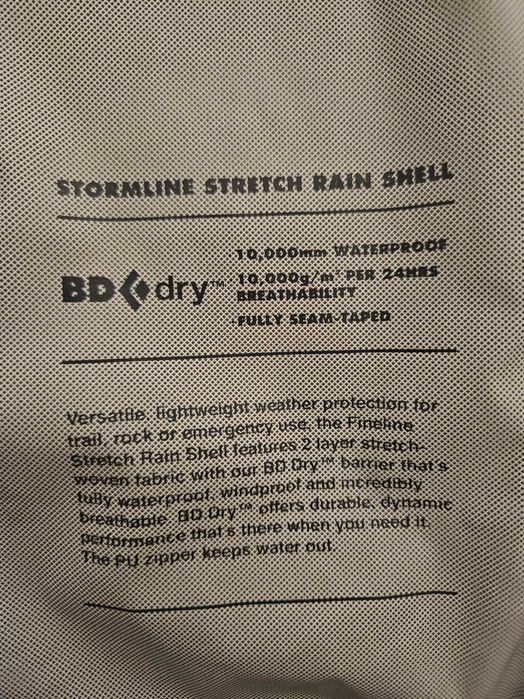 STORMLINE STRETCH RAIN SHELL
BD dry™
10,000mm WATERPROOF
10,000g/m² PER 24HRS
BREATHABILITY
·FULLY SEAM-TAPED
Versatile, lightweight weather protection for
trail, rock or emergency use, the Fineline
Stretch Rain Shell features 2 layer stretch-
woven fabric with our BD Dry™ barrier that's
fully waterproof, windproof and incredibly
breathable. BD Dry™ offers durable, dynamic
performance that's there when you need it.
The PU zipper keeps water out.